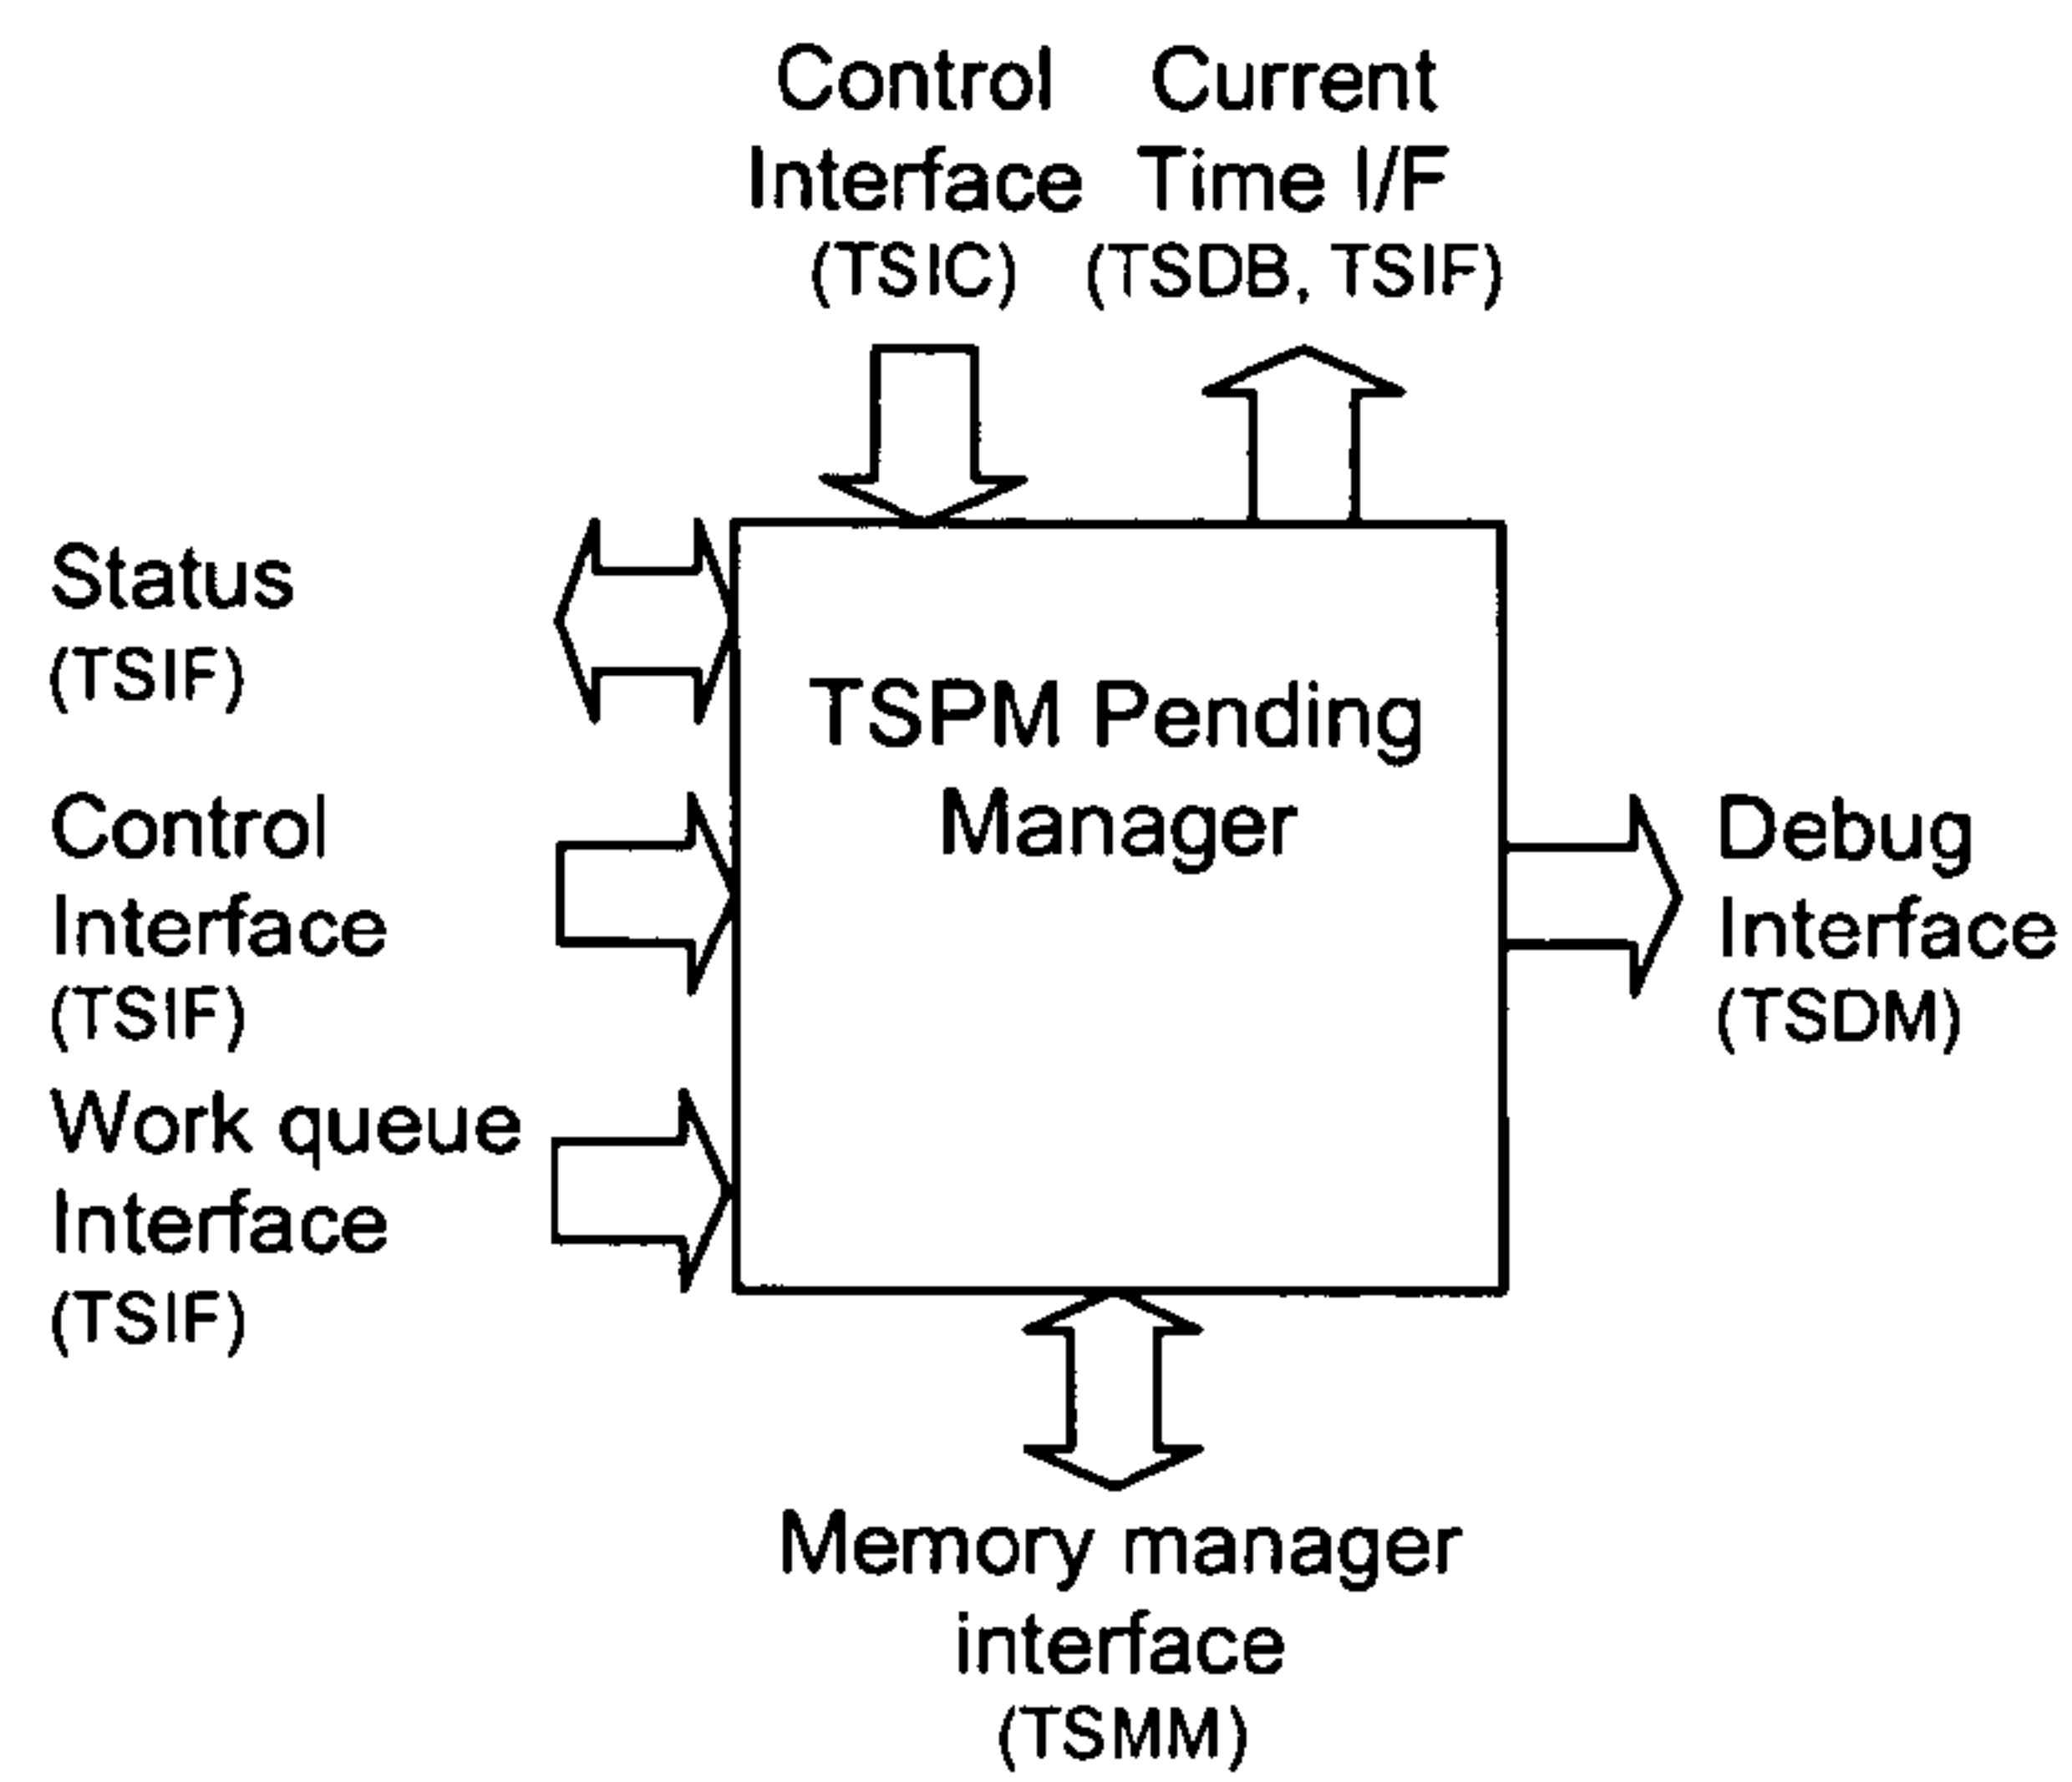 Control
Interface
(TSIC)
Current
Time I/F
(TSDB, TSIF)
Status
(TSIF)
TSPM Pending
Manager
Control
Interface
(TSIF)
Debug
Interface
(TSDM)
Work queue
Interface
(TSIF)
Memory manager
interface
(TSMM)